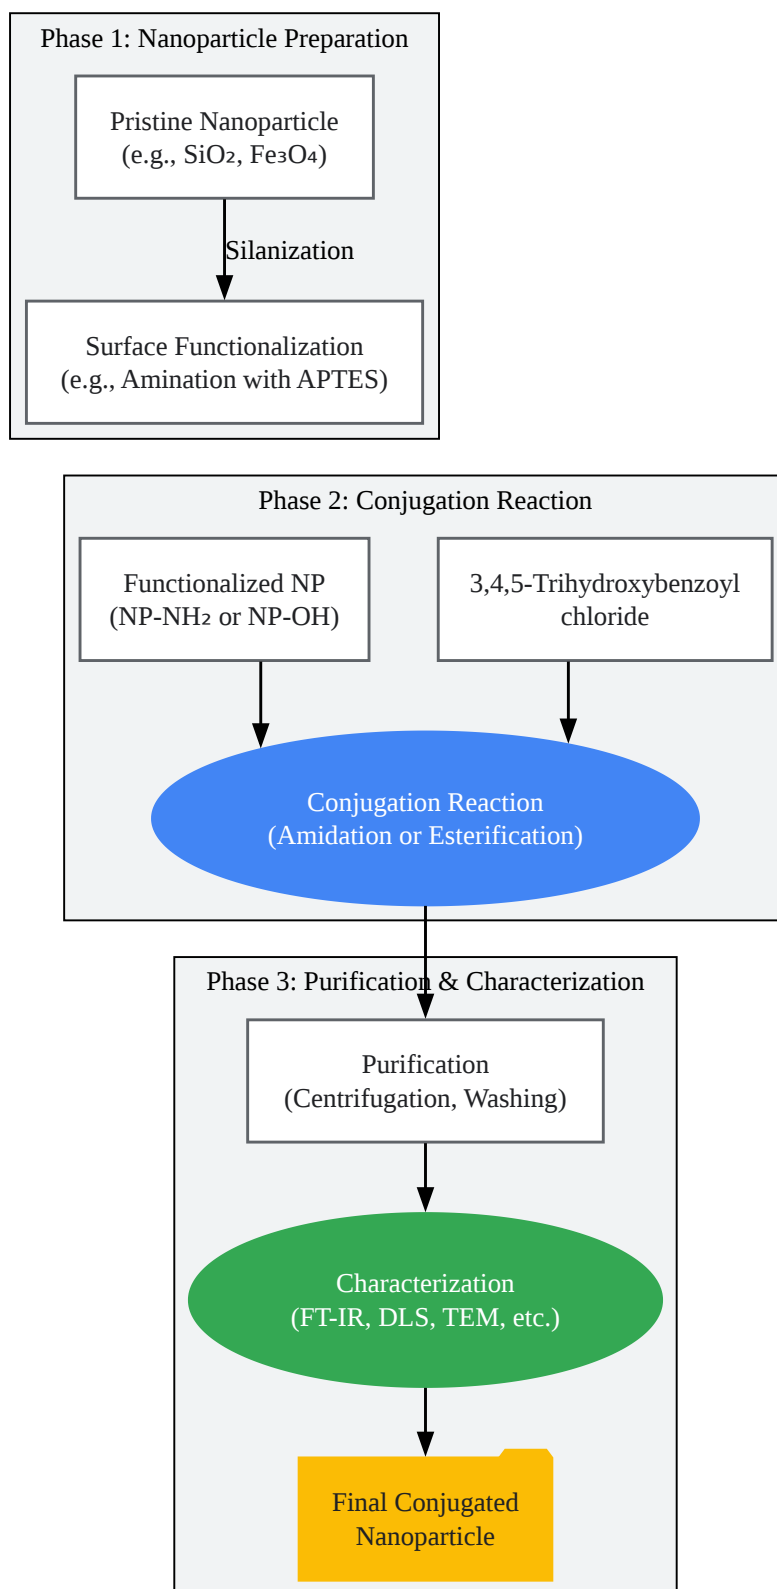 Phase 1: Nanoparticle Preparation
Pristine Nanoparticle
(e.g., SiO₂, Fe₃O₄)
Silanization
Surface Functionalization
(e.g., Amination with APTES)
Phase 2: Conjugation Reaction
Functionalized NP
(NP-NH₂ or NP-OH)
3,4,5-Trihydroxybenzoyl
chloride
Conjugation Reaction
(Amidation or Esterification)
Phase 3: Purification & Characterization
Purification
(Centrifugation, Washing)
Characterization
(FT-IR, DLS, TEM, etc.)
Final Conjugated
Nanoparticle